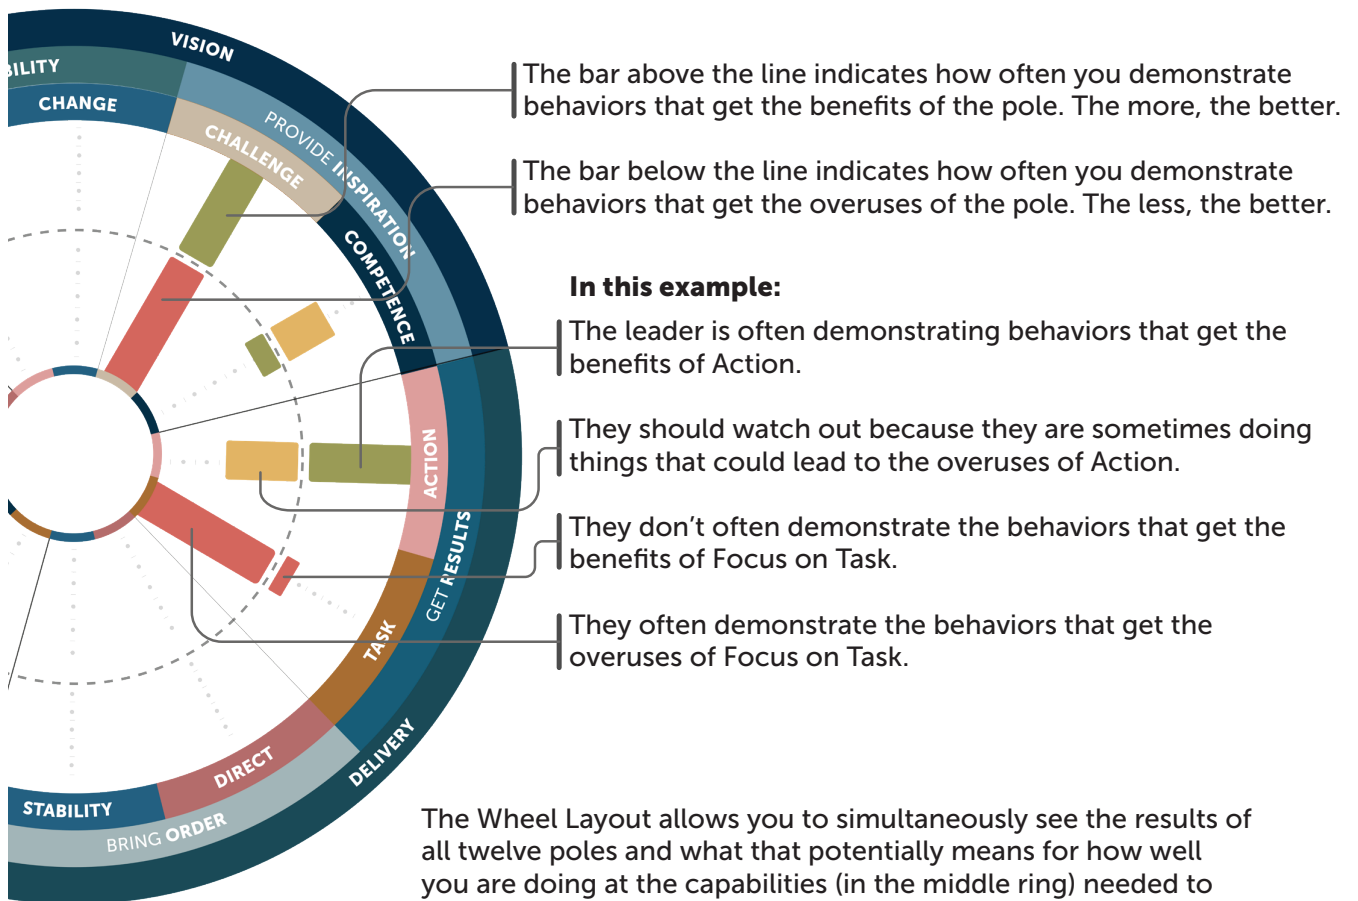 VISION
BILITY
CHANGE
PROVIDE INSPIRATION
CHALLENGE
COMPETENCE
ACTION
GET RESULTS
TASK
DELIVERY
DIRECT
STABILITY
BRING ORDER
The bar above the line indicates how often you demonstrate
behaviors that get the benefits of the pole. The more, the better.
The bar below the line indicates how often you demonstrate
behaviors that get the overuses of the pole. The less, the better.
In this example:
The leader is often demonstrating behaviors that get the
benefits of Action.
They should watch out because they are sometimes doing
things that could lead to the overuses of Action.
They don’t often demonstrate the behaviors that get the
benefits of Focus on Task.
They often demonstrate the behaviors that get the
overuses of Focus on Task.
The Wheel Layout allows you to simultaneously see the results of
all twelve poles and what that potentially means for how well
you are doing at the capabilities (in the middle ring) needed to